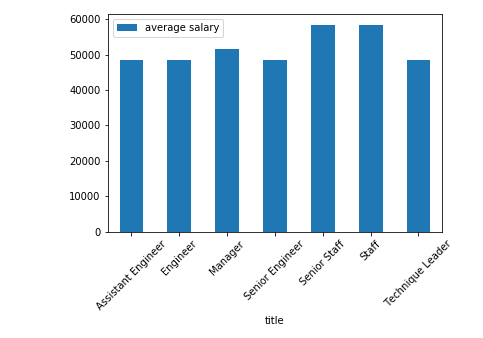 60000
50000
40000
30000
20000
10000
0
average salary
Assistant Engineer
Engineer
Manager
Senior Engineer
Senior Staff
Staff
Technique Leader
title